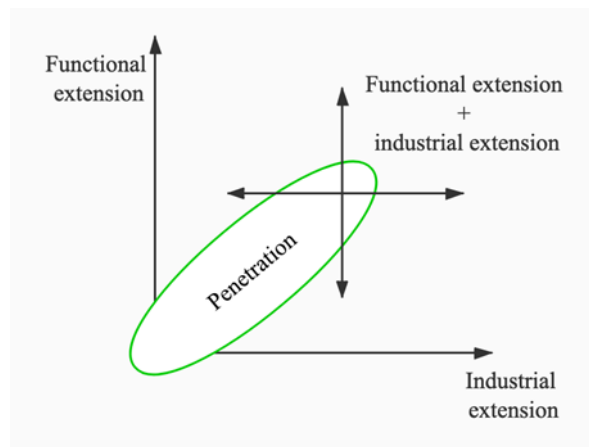 Functional
extension
Functional extension
+
industrial extension
Penetration
Industrial
extension